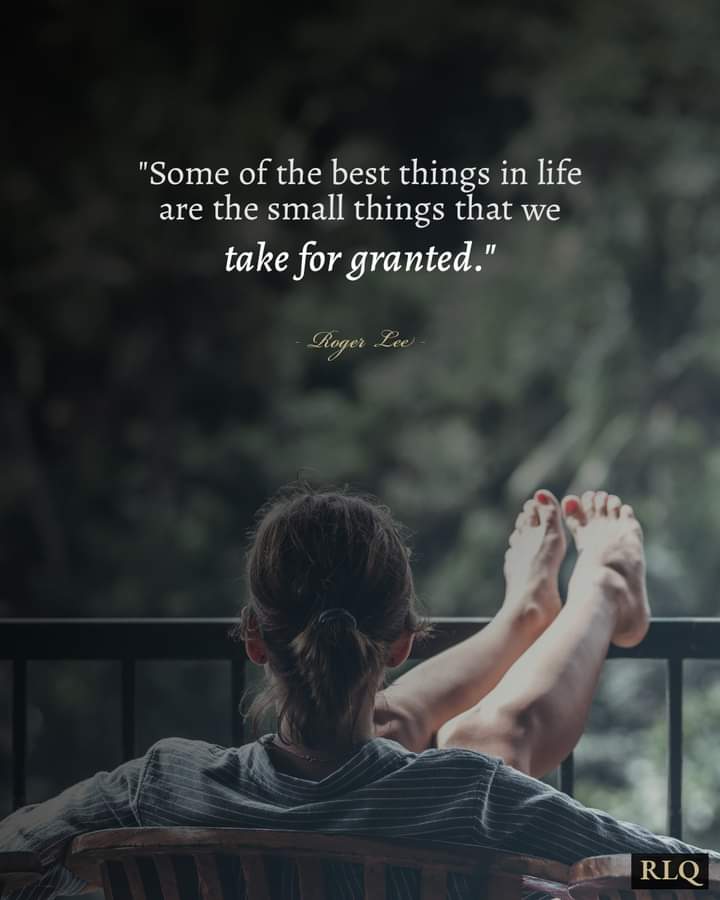 "Some of the best things in life
are the small things that we
take for granted."
- Roger Lee -
RLQ